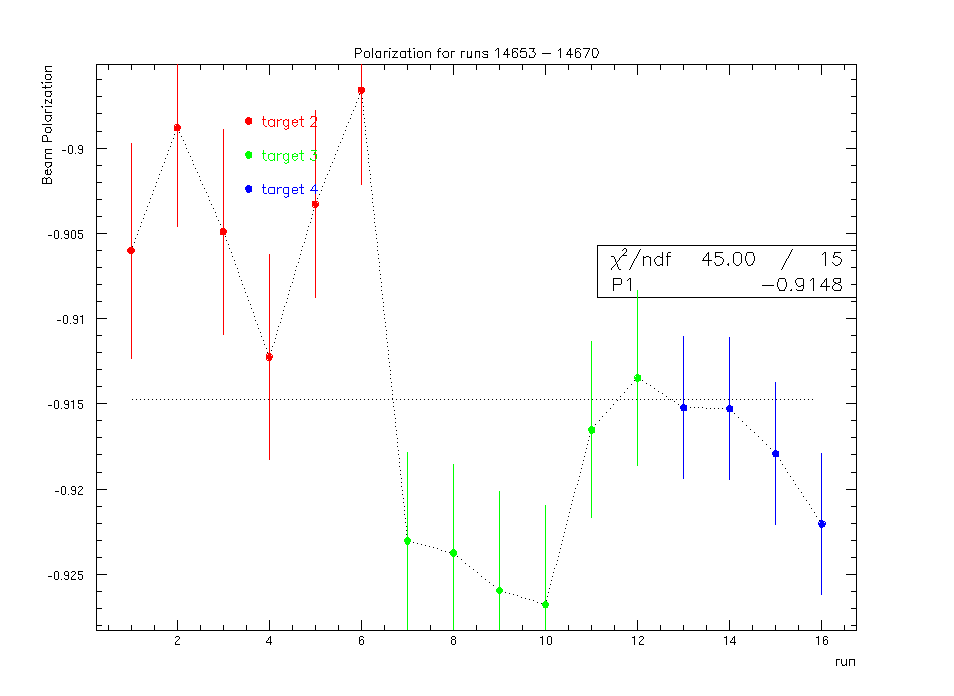 Polarization for runs 14653 − 14670
Beam Polarization
-0.9
-0.905
-0.91
-0.915
-0.92
-0.925
target 2
target 3
target 4
χ²/ndf 45.00 / 15
P1 −0.9148
2 4 6 8 10 12 14 16
run